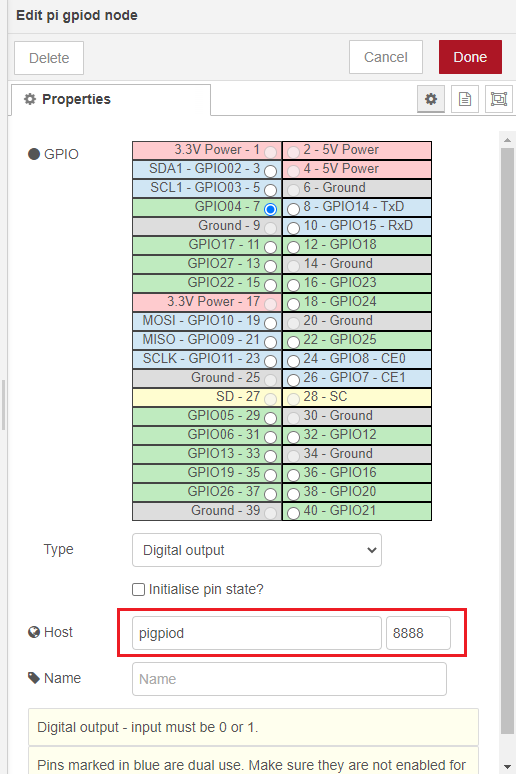 Edit pi gpiod node
Delete
Cancel
Done
Properties
GPIO
3.3V Power - 1
2 - 5V Power
SDA1 - GPIO02 - 3
4 - 5V Power
SCL1 - GPIO03 - 5
6 - Ground
GPIO04 - 7
8 - GPIO14 - TxD
Ground - 9
10 - GPIO15 - RxD
GPIO17 - 11
12 - GPIO18
GPIO27 - 13
14 - Ground
GPIO22 - 15
16 - GPIO23
3.3V Power - 17
18 - GPIO24
MOSI - GPIO10 - 19
20 - Ground
MISO - GPIO09 - 21
22 - GPIO25
SCLK - GPIO11 - 23
24 - GPIO8 - CE0
Ground - 25
26 - GPIO7 - CE1
SD - 27
28 - SC
GPIO05 - 29
30 - Ground
GPIO06 - 31
32 - GPIO12
GPIO13 - 33
34 - Ground
GPIO19 - 35
36 - GPIO16
GPIO26 - 37
38 - GPIO20
Ground - 39
40 - GPIO21
Type
Digital output
Initialise pin state?
Host
pigpiod
8888
Name
Name
Digital output - input must be 0 or 1.
Pins marked in blue are dual use. Make sure they are not enabled for